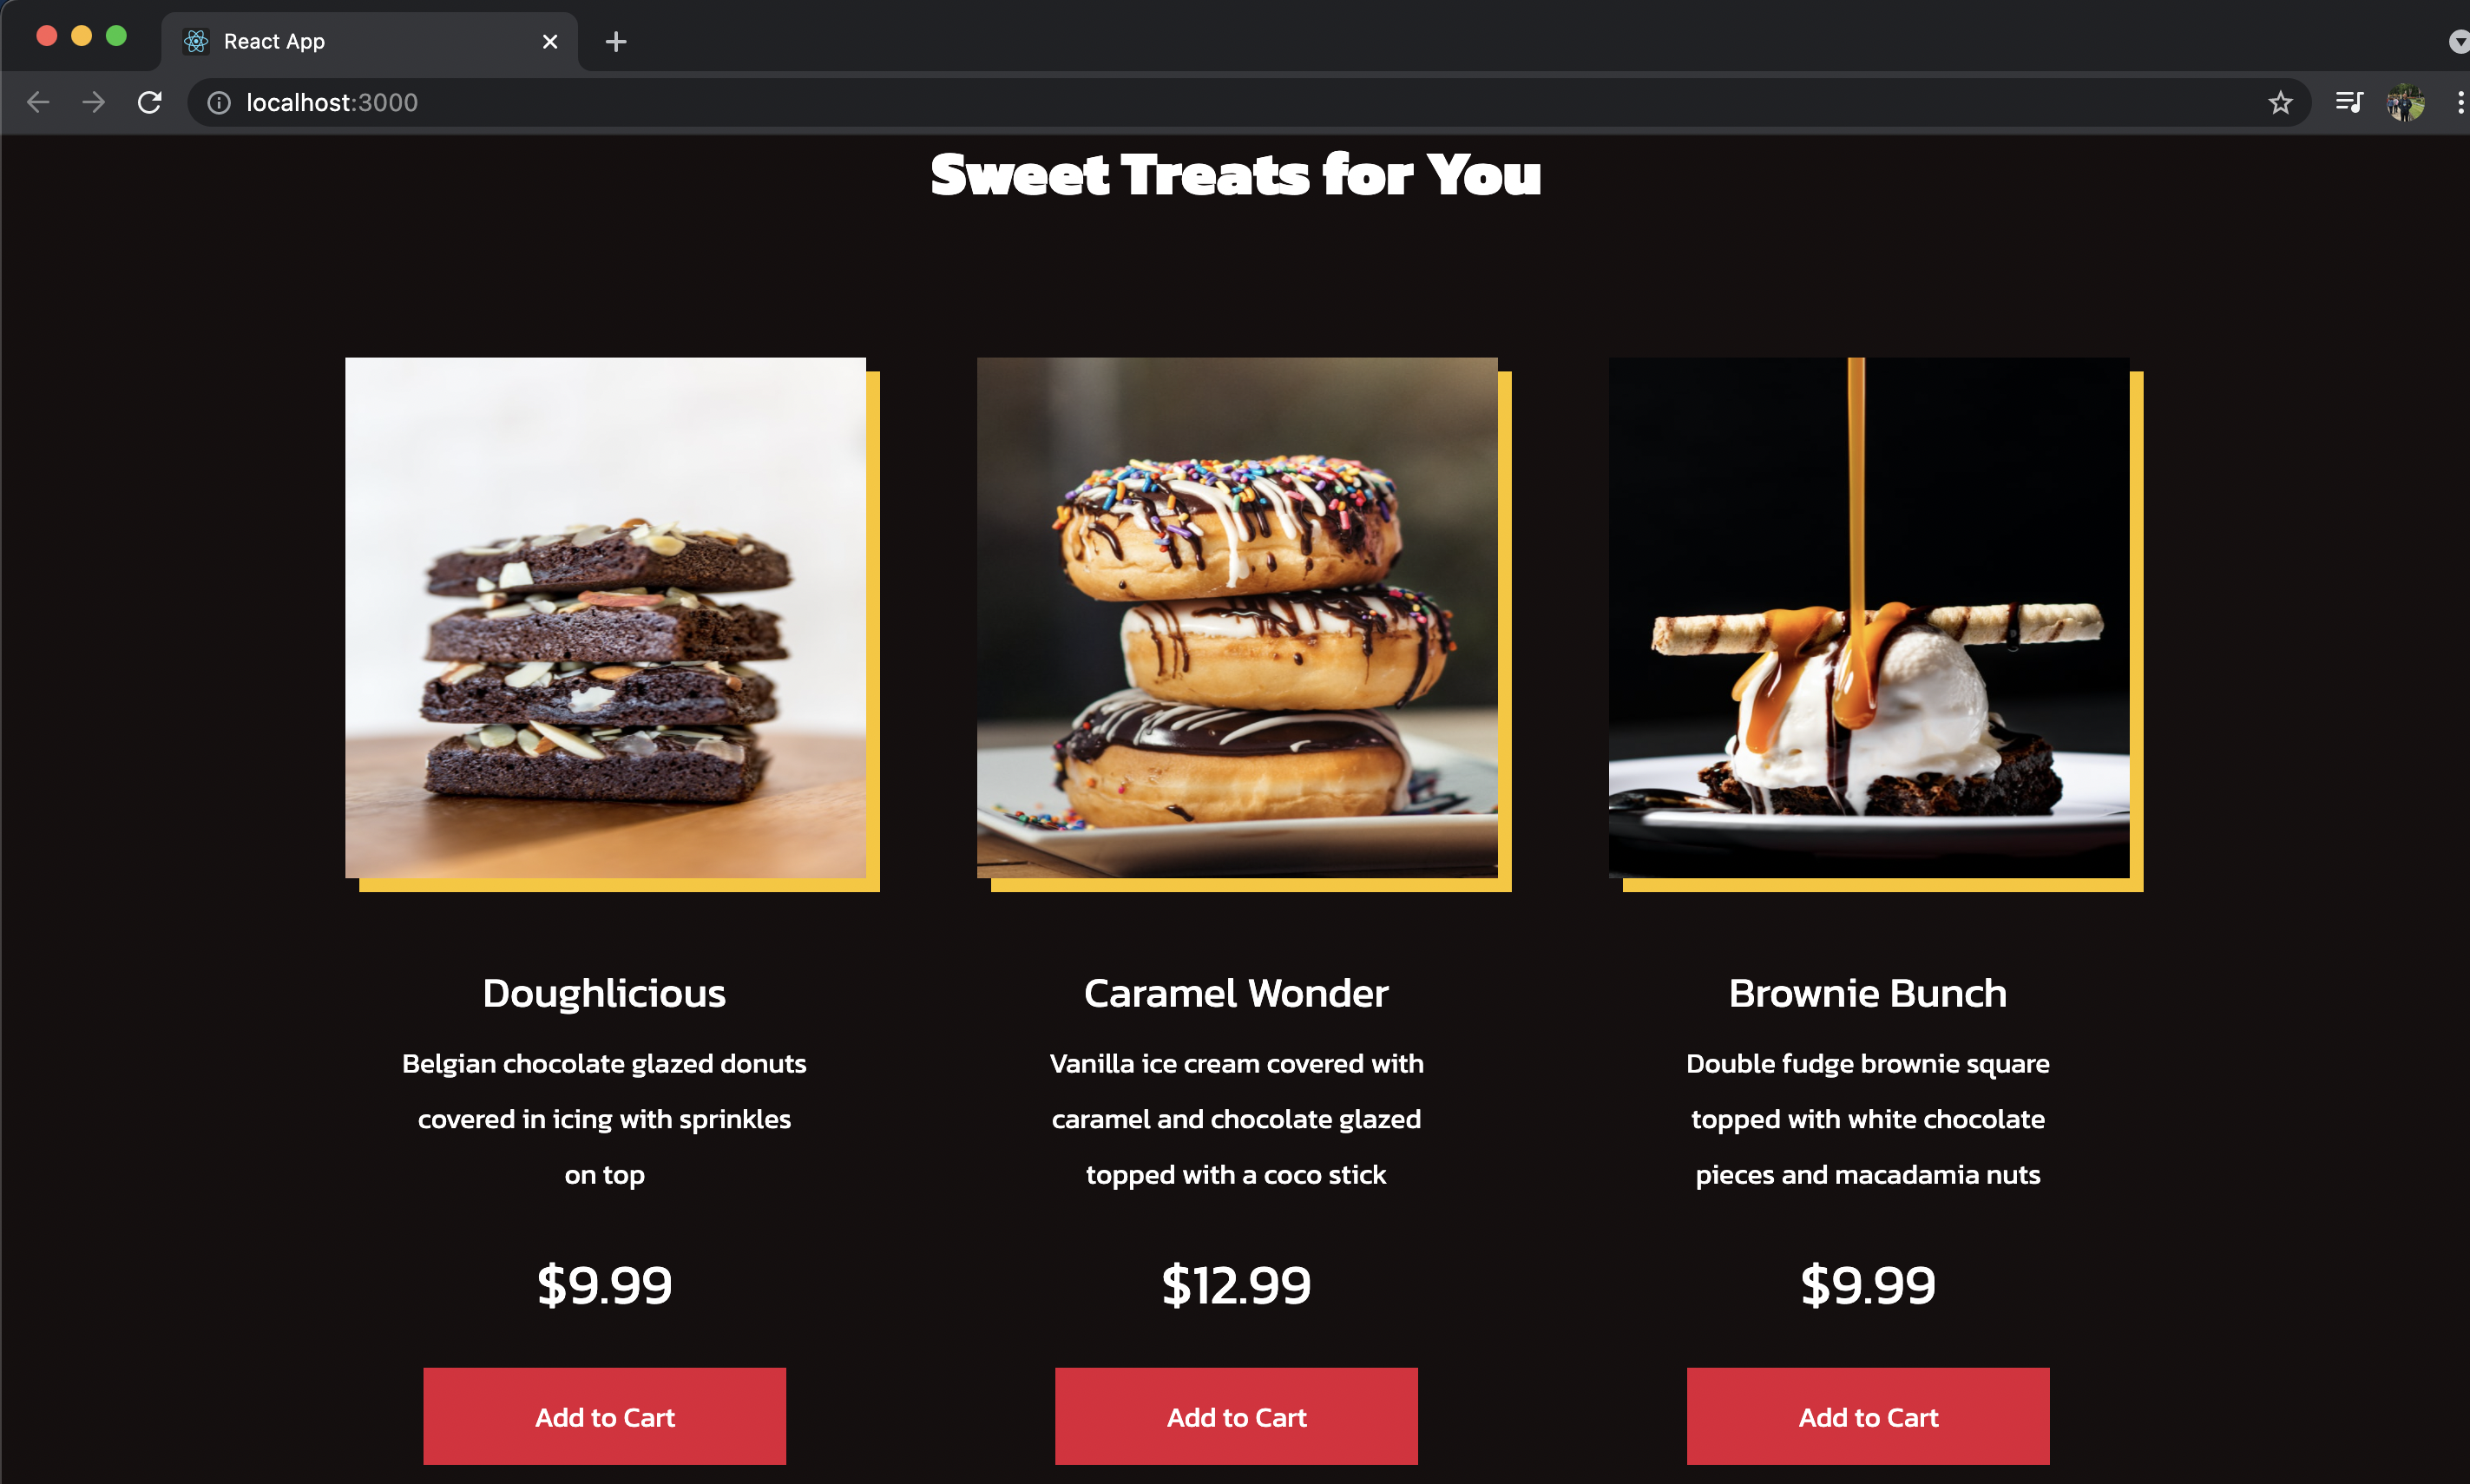 React App
localhost:3000
Sweet Treats for You
Doughlicious
Belgian chocolate glazed donuts
covered in icing with sprinkles
on top
$9.99
Add to Cart
Caramel Wonder
Vanilla ice cream covered with
caramel and chocolate glazed
topped with a coco stick
$12.99
Add to Cart
Brownie Bunch
Double fudge brownie square
topped with white chocolate
pieces and macadamia nuts
$9.99
Add to Cart